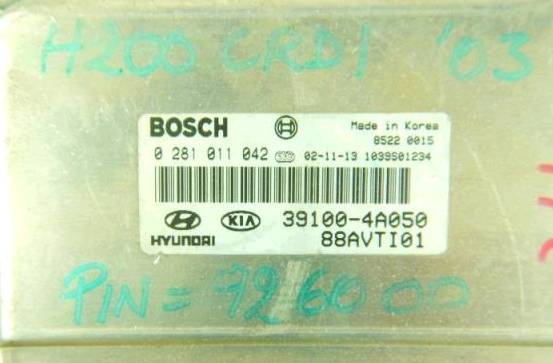 H200 CRDI '03
BOSCH
Made in Korea
8522 0015
0 281 011 042 02-11-13 1039S01234
HYUNDAI KIA 39100-4A050
88AVTI01
PIN = 726000